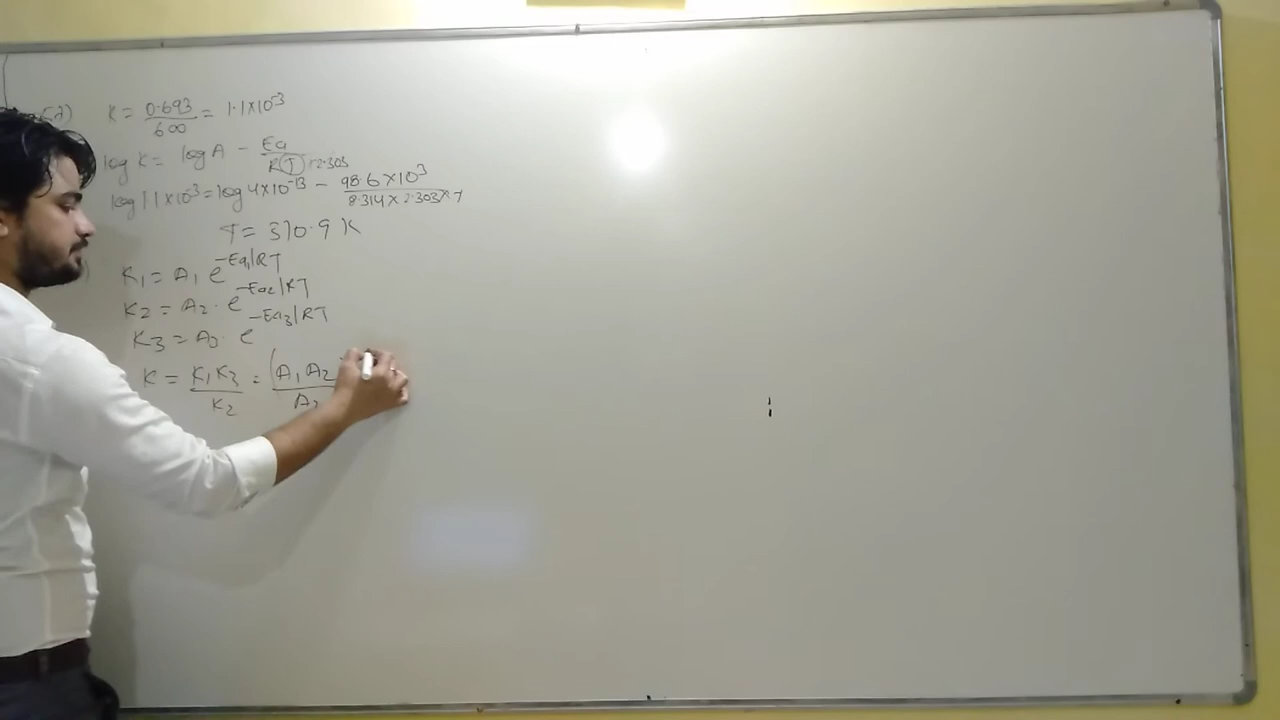 K = 0.693 / 600 = 1.1×10⁻³
log K = log A − Ea / R T ×2.303
log 1.1×10⁻³ = log 4×10⁻¹³ − 98.6×10³ / 8.314×2.303×T
T = 310.9 K
K₁ = A₁ e^−Ea₁/RT
K₂ = A₂ · e^−Ea₂/RT
K₃ = A₃ e^−Ea₃/RT
K = K₁K₃ / K₂ = (A₁A₂ / A